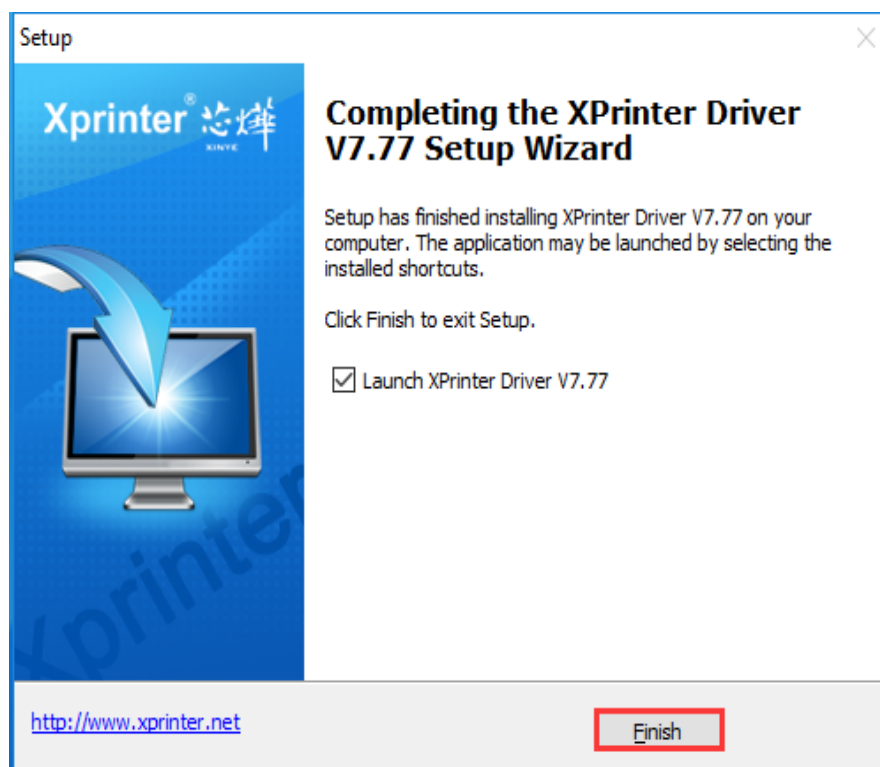 Setup
Xprinter® 芯烨
XINYE
Completing the XPrinter Driver
V7.77 Setup Wizard
Setup has finished installing XPrinter Driver V7.77 on your
computer. The application may be launched by selecting the
installed shortcuts.
Click Finish to exit Setup.
Launch XPrinter Driver V7.77
Xprinter
http://www.xprinter.net
Finish